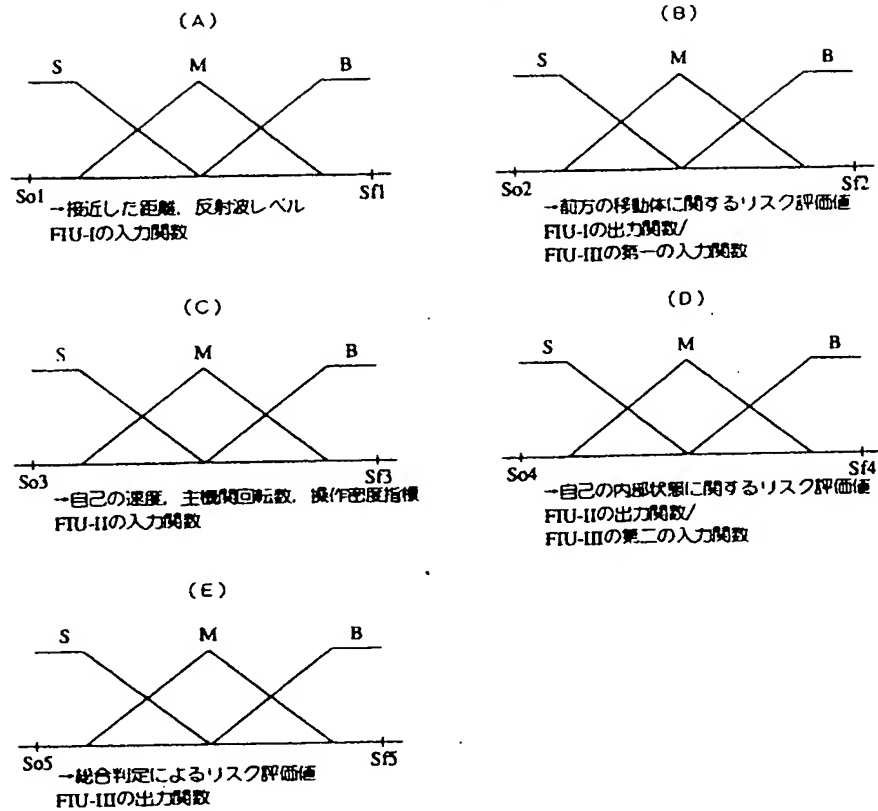 (A)
S M B
So1 Sf1
→接近した距離, 反射波レベル
FIU-Iの入力関数
(B)
S M B
So2 Sf2
→前方の移動体に関するリスク評価値
FIU-Iの出力関数/
FIU-IIIの第一の入力関数
(C)
S M B
So3 Sf3
→自己の速度, 主機関回転数, 操作密度指標
FIU-IIの入力関数
(D)
S M B
So4 Sf4
→自己の内部状態に関するリスク評価値
FIU-IIの出力関数/
FIU-IIIの第二の入力関数
(E)
S M B
So5 Sf5
→総合判定によるリスク評価値
FIU-IIIの出力関数